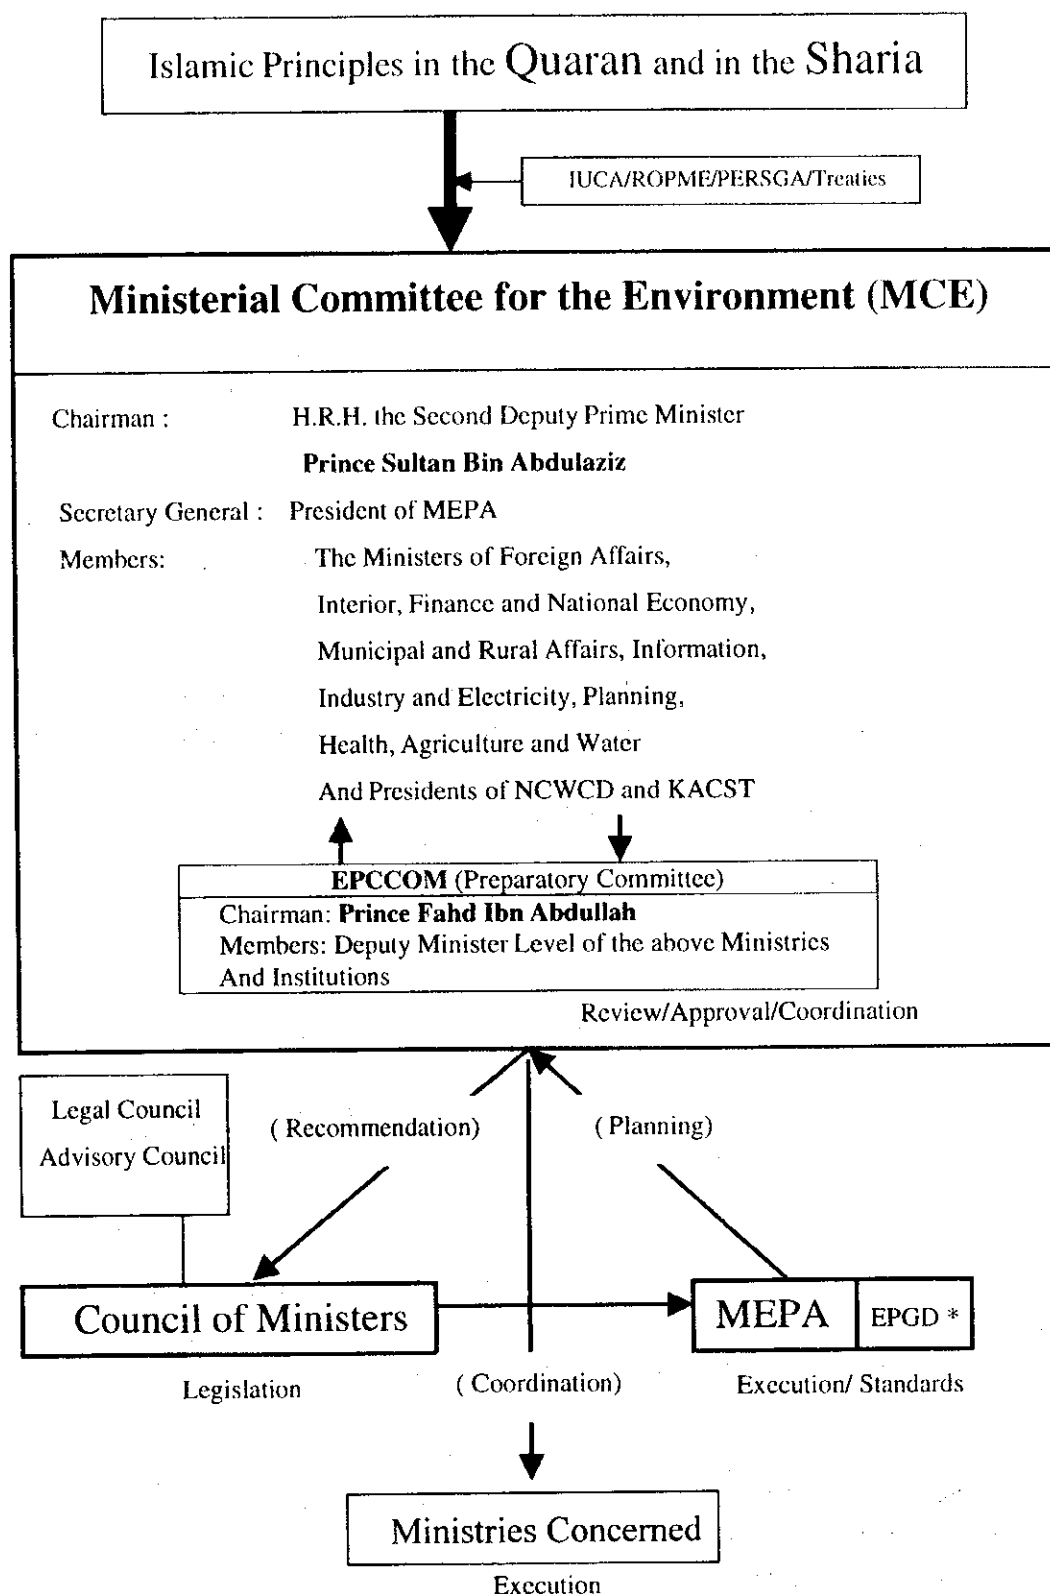 Islamic Principles in the Quaran and in the Sharia
IUCA/ROPME/PERSGA/Treaties
Ministerial Committee for the Environment (MCE)
Chairman : H.R.H. the Second Deputy Prime Minister
Prince Sultan Bin Abdulaziz
Secretary General : President of MEPA
Members: The Ministers of Foreign Affairs,
Interior, Finance and National Economy,
Municipal and Rural Affairs, Information,
Industry and Electricity, Planning,
Health, Agriculture and Water
And Presidents of NCWCD and KACST
EPCCOM (Preparatory Committee)
Chairman: Prince Fahd Ibn Abdullah
Members: Deputy Minister Level of the above Ministries
And Institutions
Review/Approval/Coordination
Legal Council
Advisory Council
( Recommendation)
( Planning)
Council of Ministers
MEPA
EPGD *
Legislation
( Coordination)
Execution/ Standards
Ministries Concerned
Execution